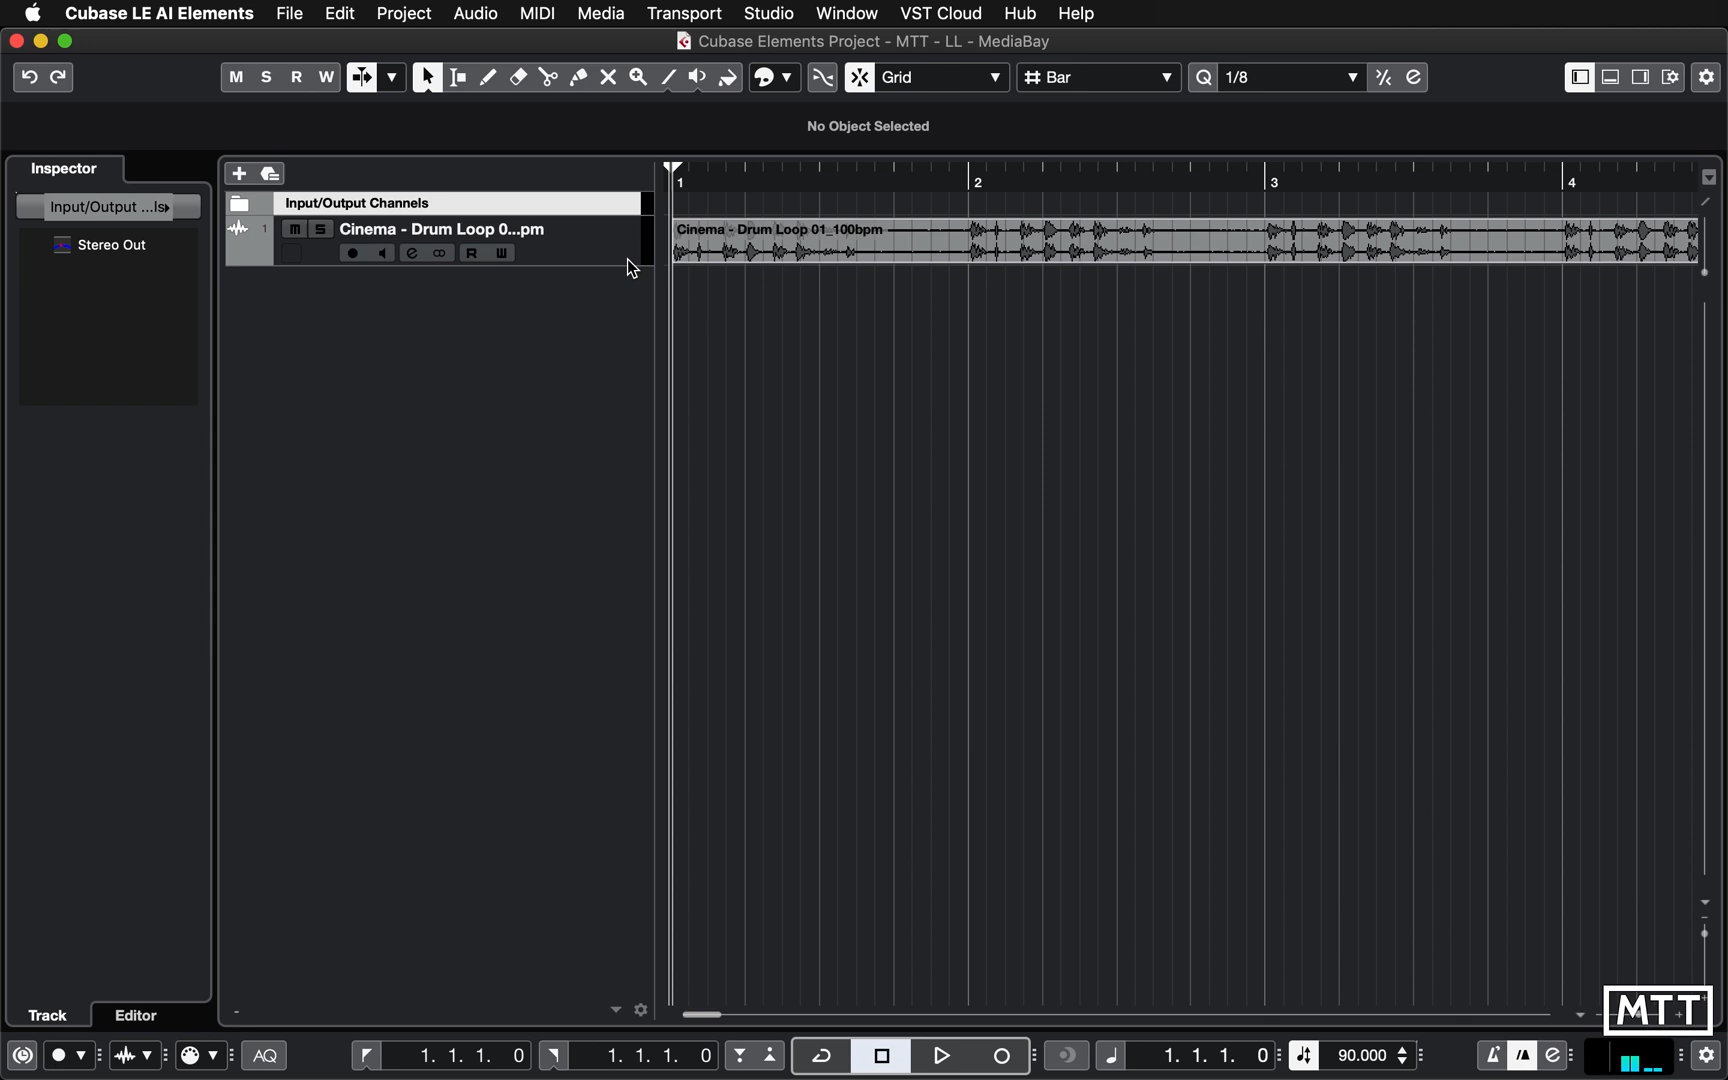 Cubase LE AI Elements File Edit Project Audio MIDI Media Transport Studio Window VST Cloud Hub Help
Cubase Elements Project - MTT - LL - MediaBay
M S R W Grid Bar Q 1/8
No Object Selected
Inspector
1 2 3 4
Input/Output ...ls
Input/Output Channels
1 m S Cinema - Drum Loop 0...pm
Cinema - Drum Loop 01_100bpm
Stereo Out
e R W
MTT
Track Editor
AQ 1. 1. 1. 0 1. 1. 1. 0 1. 1. 1. 0 90.000